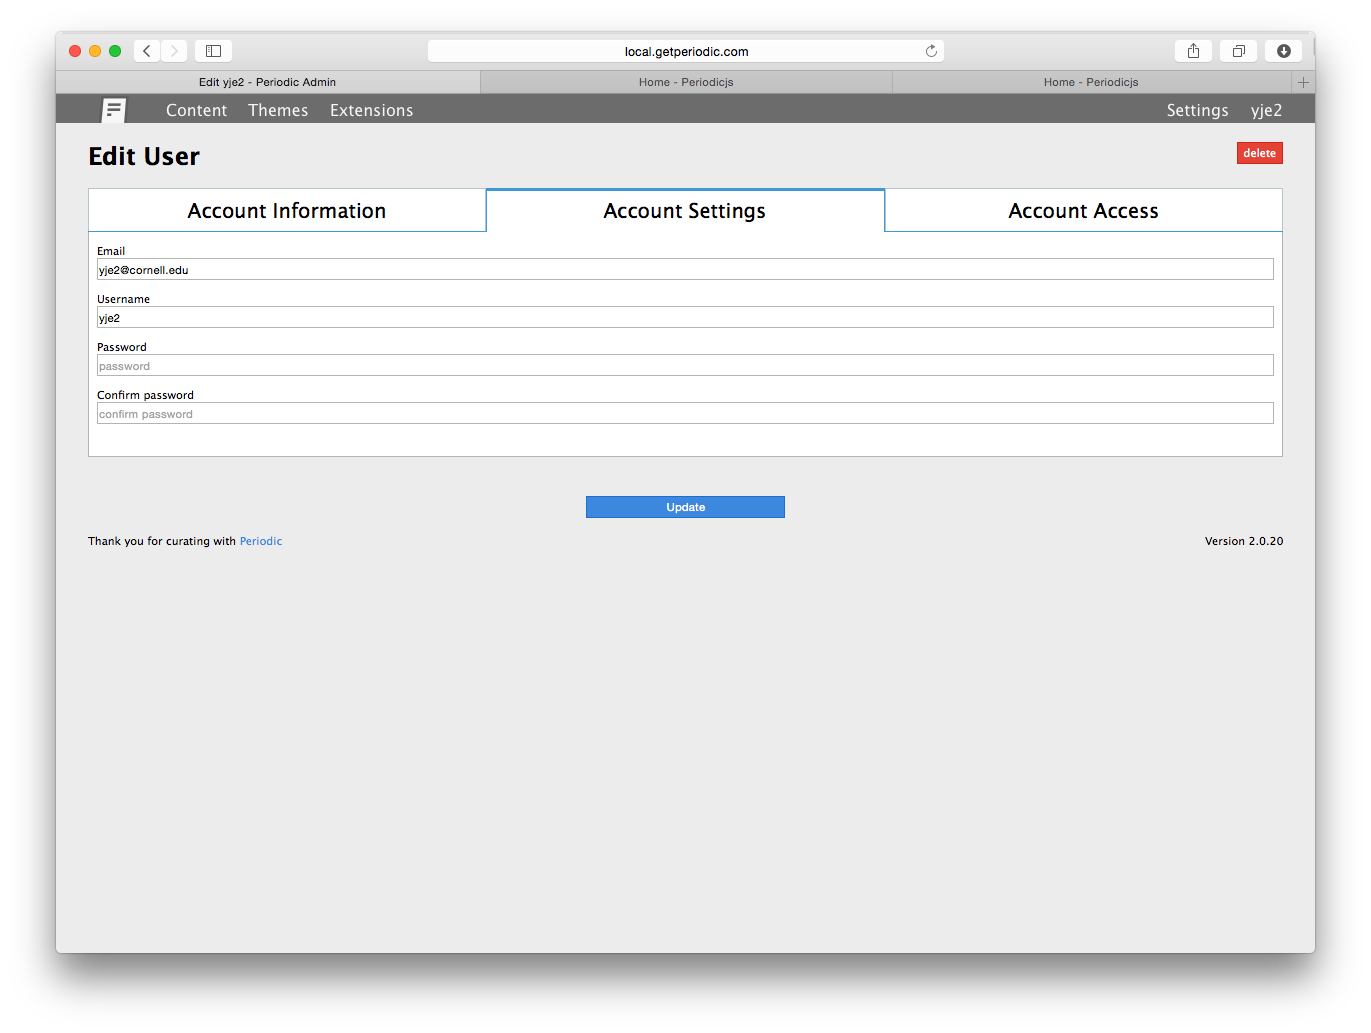 local.getperiodic.com
Edit yje2 - Periodic Admin
Home - Periodicjs
Home - Periodicjs
Content Themes Extensions
Settings yje2
Edit User
delete
Account Information
Account Settings
Account Access
Email
yje2@cornell.edu
Username
yje2
Password
password
Confirm password
confirm password
Update
Thank you for curating with Periodic
Version 2.0.20